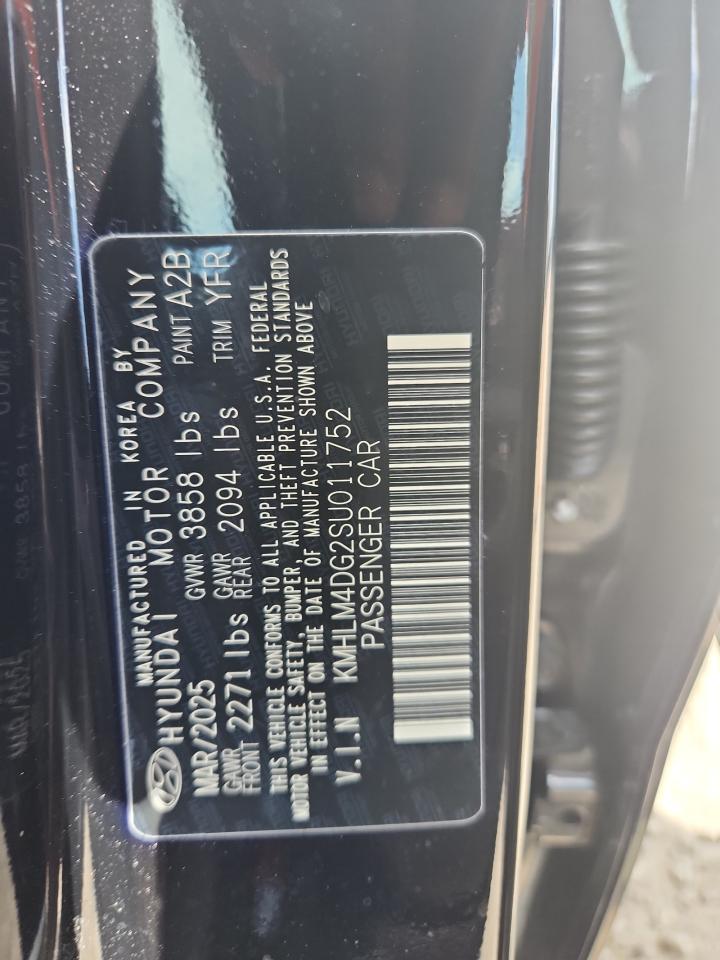 MANUFACTURED IN KOREA BY
HYUNDAI MOTOR COMPANY
MAR/2025 GVWR 3858 lbs PAINT A2B
GAWR FRONT 2271 lbs GAWR REAR 2094 lbs TRIM YFR
THIS VEHICLE CONFORMS TO ALL APPLICABLE U.S.A. FEDERAL
MOTOR VEHICLE SAFETY, BUMPER, AND THEFT PREVENTION STANDARDS
IN EFFECT ON THE DATE OF MANUFACTURE SHOWN ABOVE
V.I.N KMHLM4DG2SU011752
PASSENGER CAR